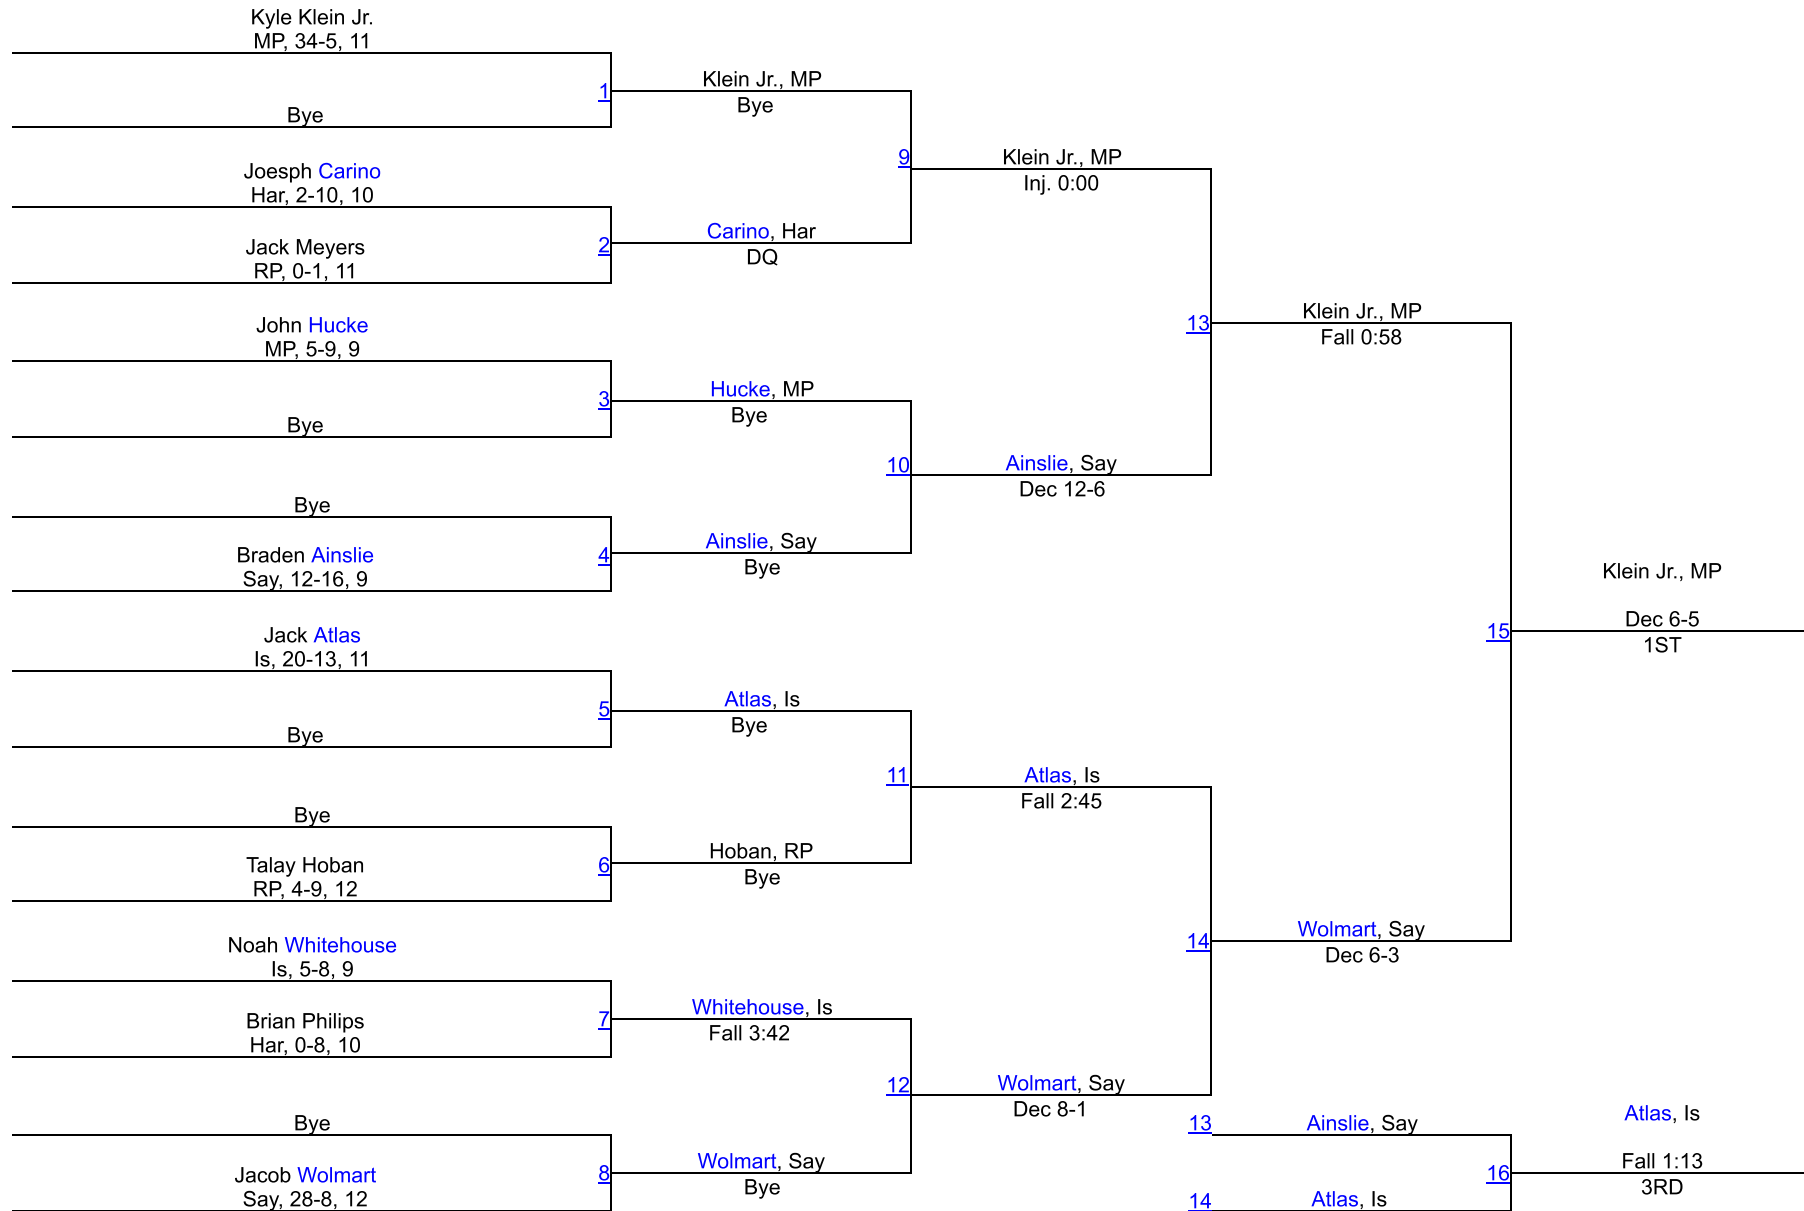 Kyle Klein Jr.
MP, 34-5, 11
Bye
1
Klein Jr., MP
Bye
Joesph Carino
Har, 2-10, 10
Jack Meyers
RP, 0-1, 11
2
Carino, Har
DQ
9
Klein Jr., MP
Inj. 0:00
John Hucke
MP, 5-9, 9
Bye
3
Hucke, MP
Bye
Bye
Braden Ainslie
Say, 12-16, 9
4
Ainslie, Say
Bye
10
Ainslie, Say
Dec 12-6
13
Klein Jr., MP
Fall 0:58
Jack Atlas
Is, 20-13, 11
Bye
5
Atlas, Is
Bye
Bye
Talay Hoban
RP, 4-9, 12
6
Hoban, RP
Bye
11
Atlas, Is
Fall 2:45
Noah Whitehouse
Is, 5-8, 9
Brian Philips
Har, 0-8, 10
7
Whitehouse, Is
Fall 3:42
Bye
Jacob Wolmart
Say, 28-8, 12
8
Wolmart, Say
Bye
12
Wolmart, Say
Dec 8-1
14
Wolmart, Say
Dec 6-3
15
Klein Jr., MP
Dec 6-5
1ST
13
Ainslie, Say
14
Atlas, Is
16
Atlas, Is
Fall 1:13
3RD